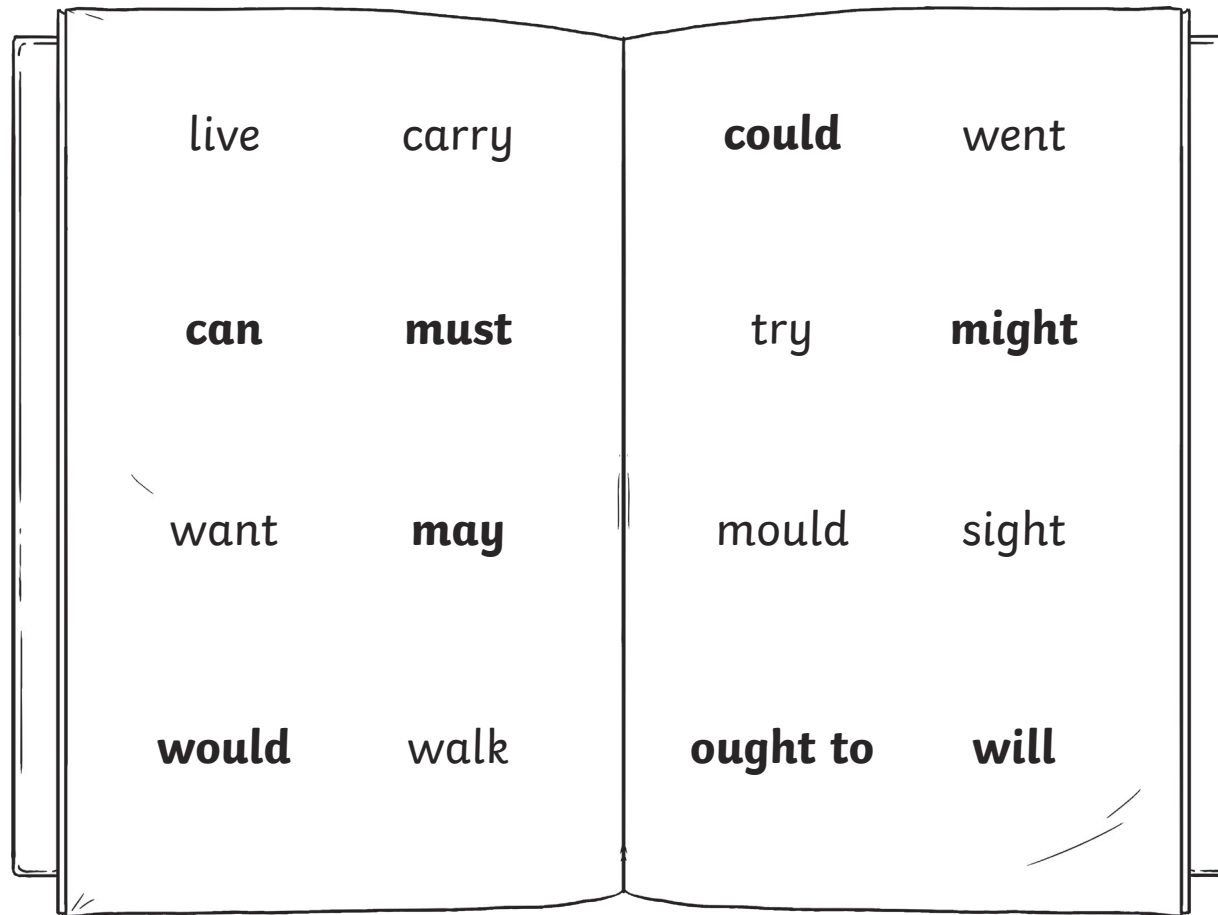 live carry
can must
want may
would walk
could went
try might
mould sight
ought to will